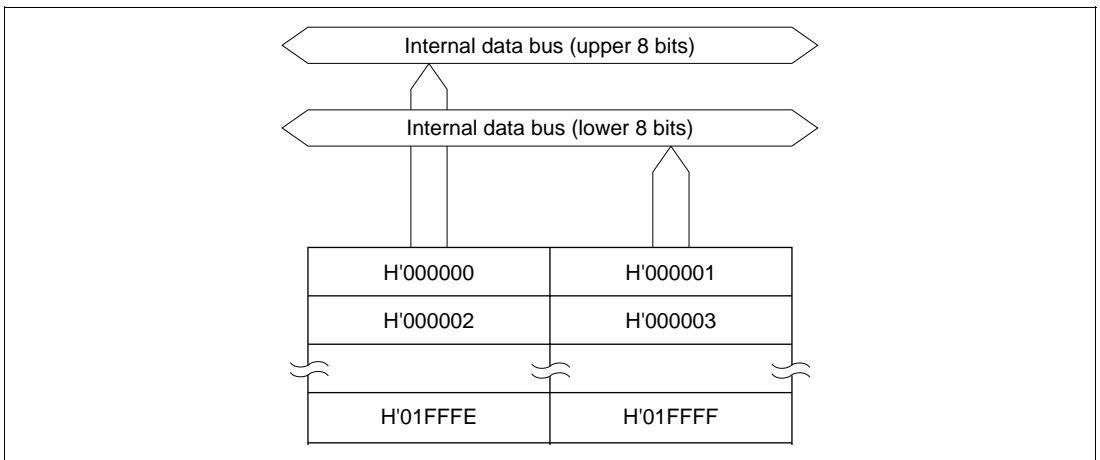 Internal data bus (upper 8 bits)
Internal data bus (lower 8 bits)
H'000000 H'000001
H'000002 H'000003
H'01FFFE H'01FFFF